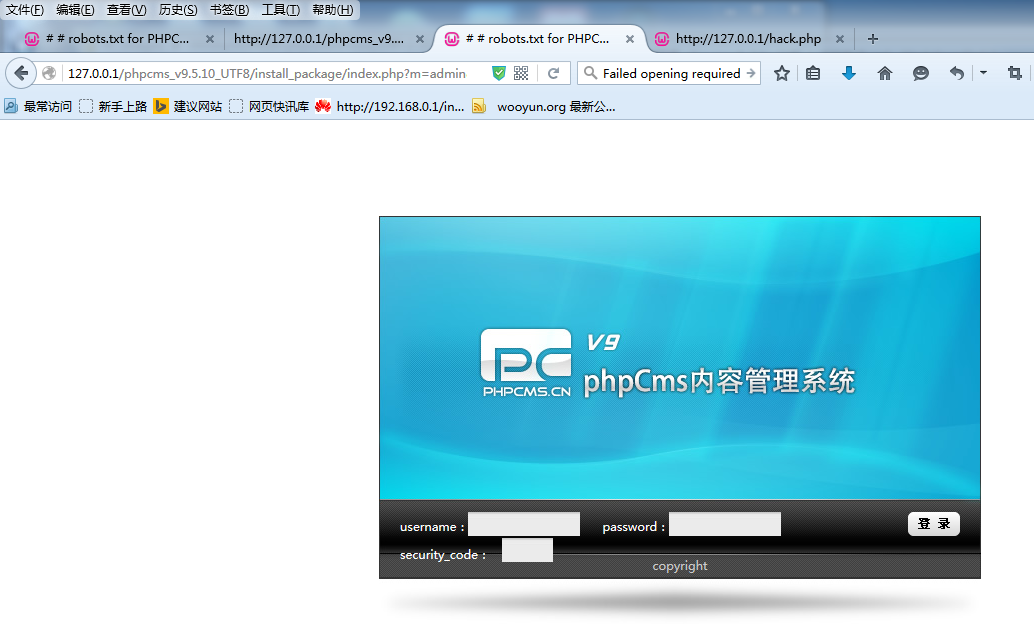 文件(F) 编辑(E) 查看(V) 历史(S) 书签(B) 工具(T) 帮助(H)
# # robots.txt for PHPC... × http://127.0.0.1/phpcms_v9.... × # # robots.txt for PHPC... × http://127.0.0.1/hack.php × +
127.0.0.1/phpcms_v9.5.10_UTF8/install_package/index.php?m=admin Failed opening required
最常访问 新手上路 建议网站 网页快讯库 http://192.168.0.1/in... wooyun.org 最新公...
V9
PC
phpCms内容管理系统
PHPCMS.CN
username : password : 登 录
security_code :
copyright